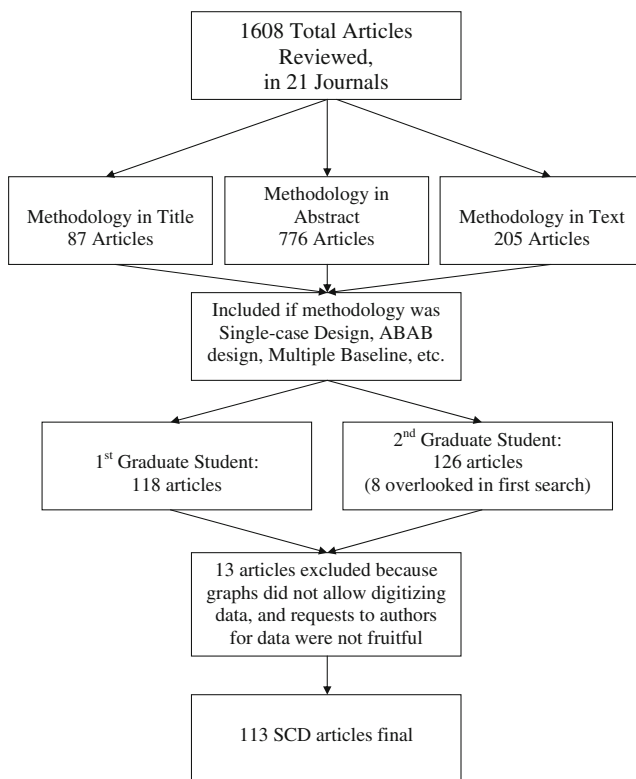 1608 Total Articles
Reviewed,
in 21 Journals
Methodology in Title
87 Articles
Methodology in
Abstract
776 Articles
Methodology in Text
205 Articles
Included if methodology was
Single-case Design, ABAB
design, Multiple Baseline, etc.
1st Graduate Student:
118 articles
2nd Graduate Student:
126 articles
(8 overlooked in first search)
13 articles excluded because
graphs did not allow digitizing
data, and requests to authors
for data were not fruitful
113 SCD articles final